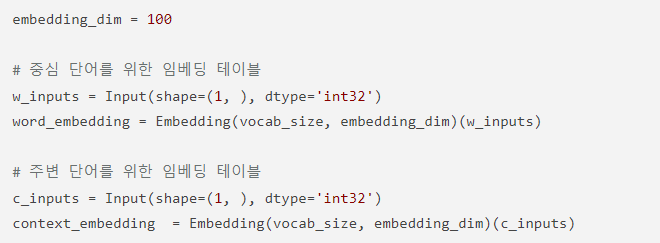 embedding_dim = 100
# 중심 단어를 위한 임베딩 테이블
w_inputs = Input(shape=(1, ), dtype='int32')
word_embedding = Embedding(vocab_size, embedding_dim)(w_inputs)
# 주변 단어를 위한 임베딩 테이블
c_inputs = Input(shape=(1, ), dtype='int32')
context_embedding  = Embedding(vocab_size, embedding_dim)(c_inputs)